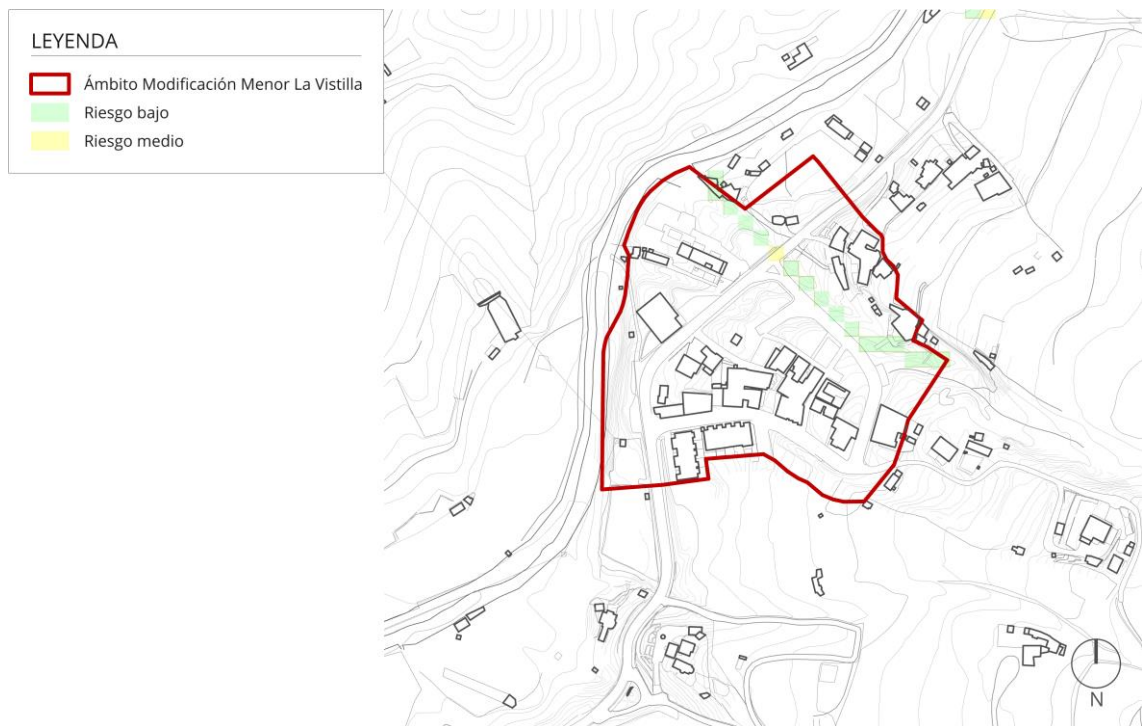 LEYENDA
Ámbito Modificación Menor La Vistilla
Riesgo bajo
Riesgo medio
N